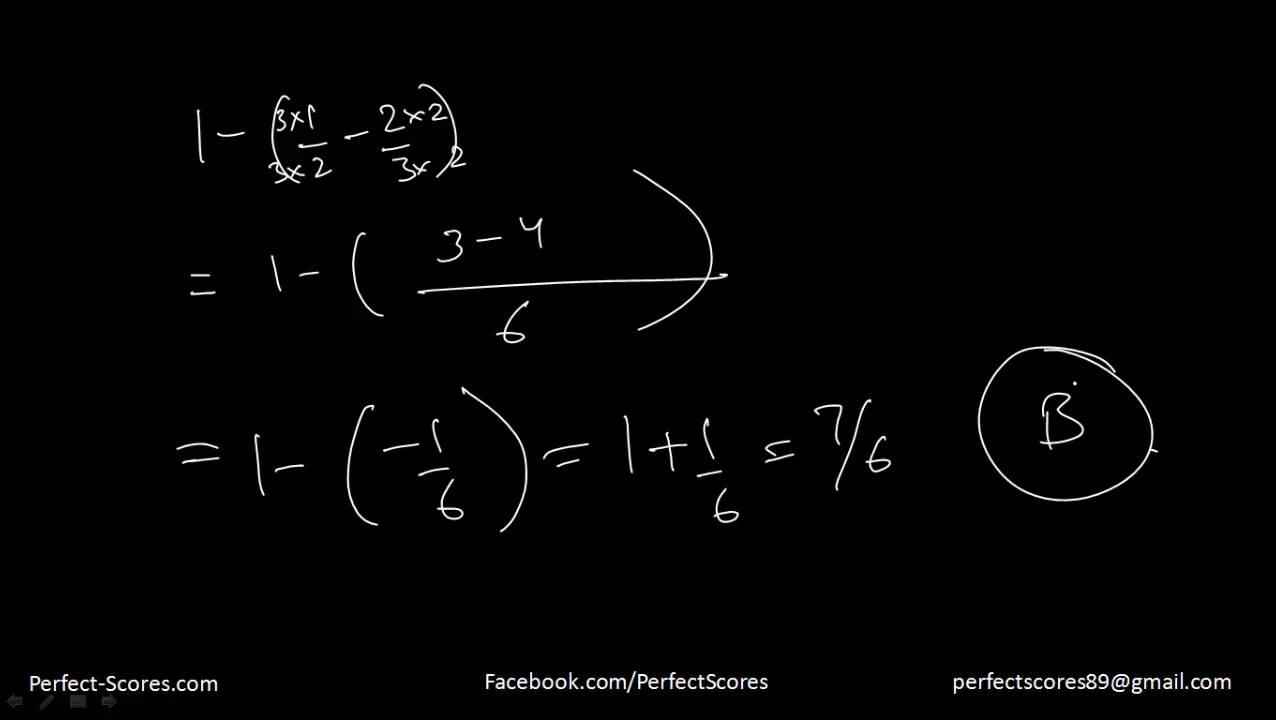 1 - (3×1/3×2 - 2×2/3×2)
= 1 - (3 - 4/6)
= 1 - (-1/6) = 1 + 1/6 = 7/6
B
Perfect-Scores.com
Facebook.com/PerfectScores
perfectscores89@gmail.com